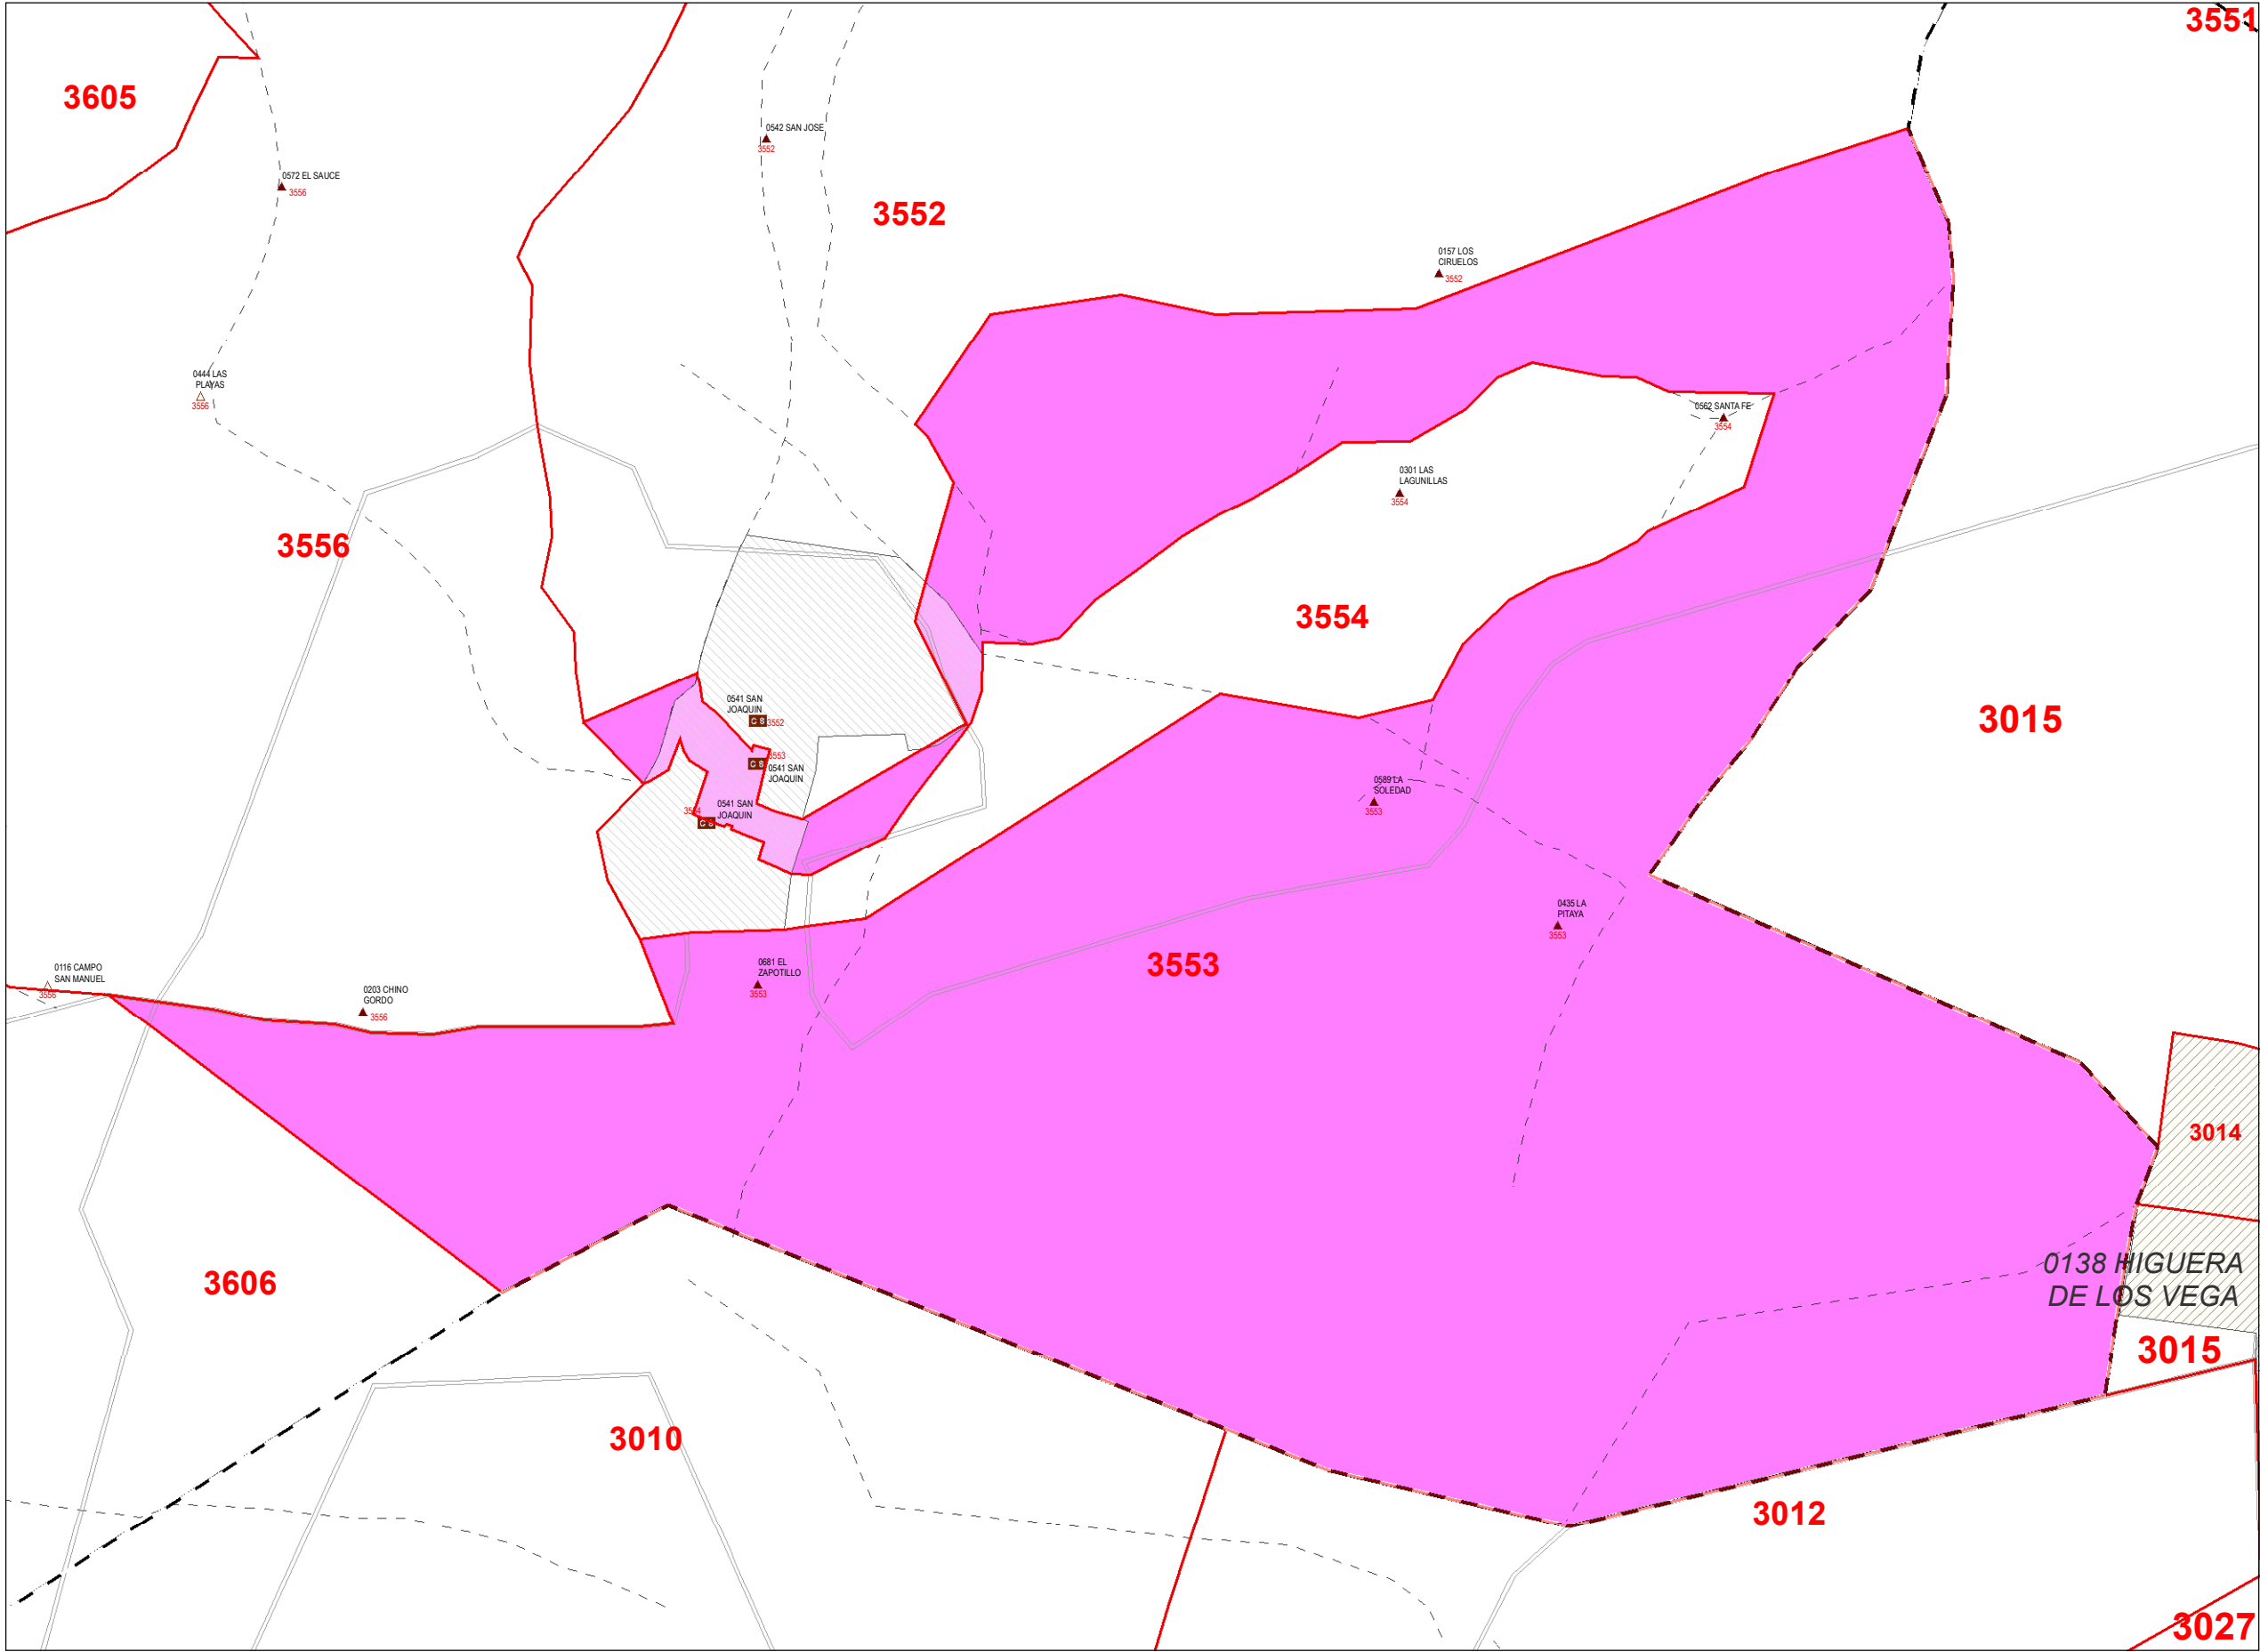 3551
3605
0542 SAN JOSE
3552
0572 EL SAUCE
3556
3552
0157 LOS
CIRUELOS
3552
0444 LAS
PLAYAS
3556
0562 SANTA FE
3554
0301 LAS
LAGUNILLAS
3554
3556
3554
0541 SAN
JOAQUIN
C S
3552
3015
3553
C S
0541 SAN
JOAQUIN
0589 LA
SOLEDAD
3553
3554
0541 SAN
JOAQUIN
C S
0435 LA
PITAYA
3553
0681 EL
ZAPOTILLO
3553
3553
0116 CAMPO
SAN MANUEL
3556
0203 CHINO
GORDO
3556
3014
3606
0138 HIGUERA
DE LOS VEGA
3015
3010
3012
3027